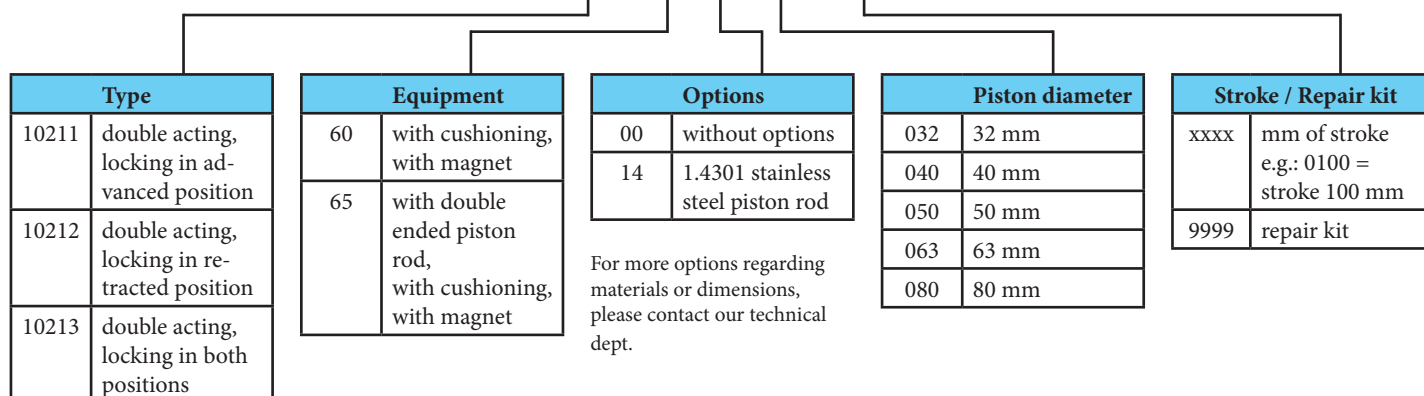 Type
10211 double acting,
locking in ad-
vanced position
10212 double acting,
locking in re-
tracted position
10213 double acting,
locking in both
positions
Equipment
60 with cushioning,
with magnet
65 with double
ended piston
rod,
with cushioning,
with magnet
Options
00 without options
14 1.4301 stainless
steel piston rod
For more options regarding
materials or dimensions,
please contact our technical
dept.
Piston diameter
032 32 mm
040 40 mm
050 50 mm
063 63 mm
080 80 mm
Stroke / Repair kit
xxxx mm of stroke
e.g.: 0100 =
stroke 100 mm
9999 repair kit